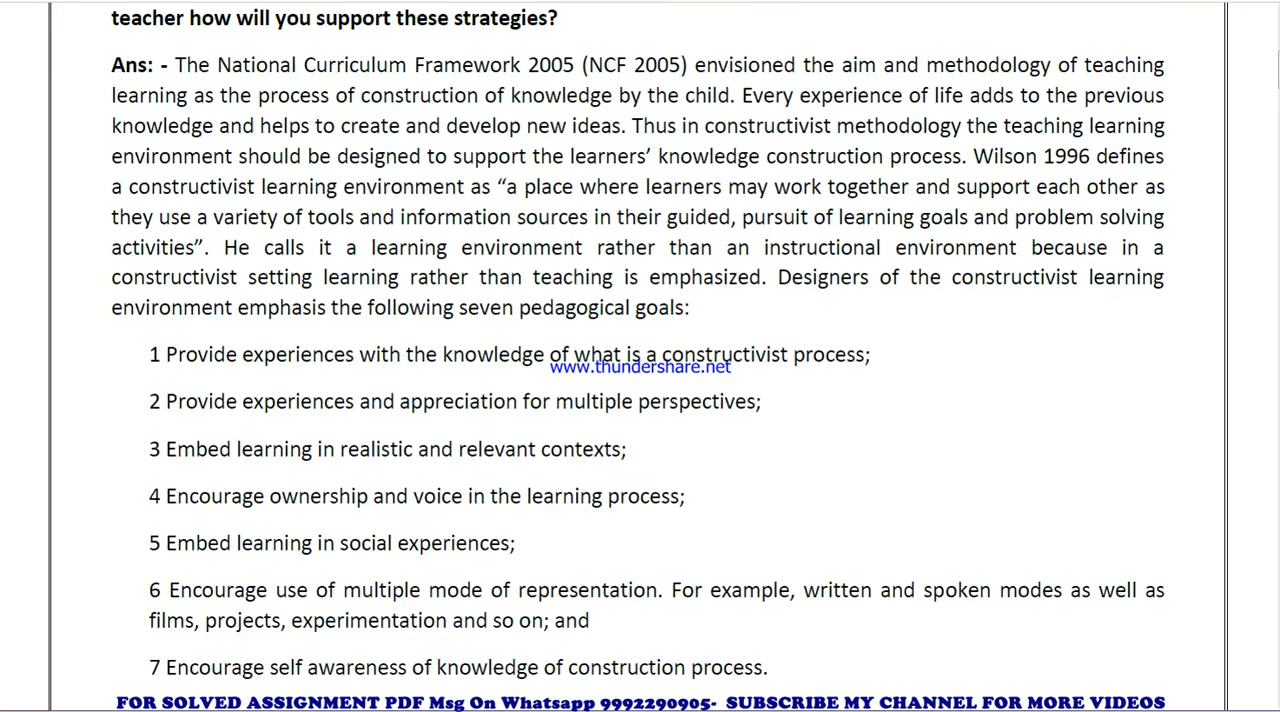 teacher how will you support these strategies?
Ans: - The National Curriculum Framework 2005 (NCF 2005) envisioned the aim and methodology of teaching
learning as the process of construction of knowledge by the child. Every experience of life adds to the previous
knowledge and helps to create and develop new ideas. Thus in constructivist methodology the teaching learning
environment should be designed to support the learners’ knowledge construction process. Wilson 1996 defines
a constructivist learning environment as “a place where learners may work together and support each other as
they use a variety of tools and information sources in their guided, pursuit of learning goals and problem solving
activities”. He calls it a learning environment rather than an instructional environment because in a
constructivist setting learning rather than teaching is emphasized. Designers of the constructivist learning
environment emphasis the following seven pedagogical goals:
1 Provide experiences with the knowledge of what is a constructivist process;
www.thundershare.net
2 Provide experiences and appreciation for multiple perspectives;
3 Embed learning in realistic and relevant contexts;
4 Encourage ownership and voice in the learning process;
5 Embed learning in social experiences;
6 Encourage use of multiple mode of representation. For example, written and spoken modes as well as
films, projects, experimentation and so on; and
7 Encourage self awareness of knowledge of construction process.
FOR SOLVED ASSIGNMENT PDF Msg On Whatsapp 9992290905- SUBSCRIBE MY CHANNEL FOR MORE VIDEOS